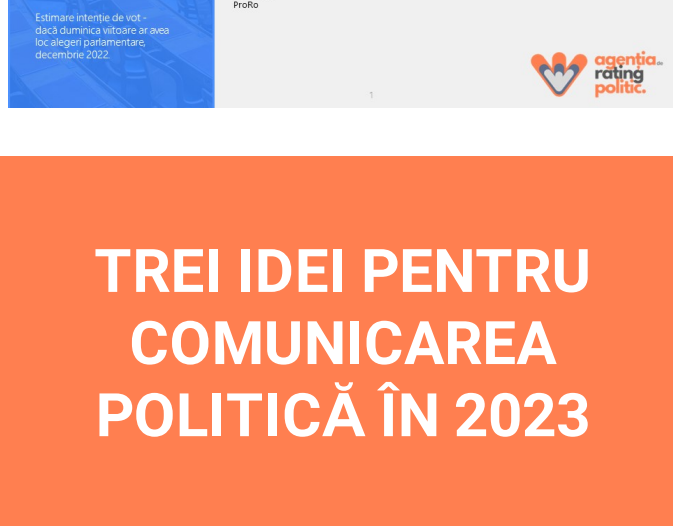 ProRo
Estimare intenție de vot -
dacă duminica viitoare ar avea
loc alegeri parlamentare,
decembrie 2022
1
agenția de
rating
politic.
TREI IDEI PENTRU
COMUNICAREA
POLITICĂ ÎN 2023